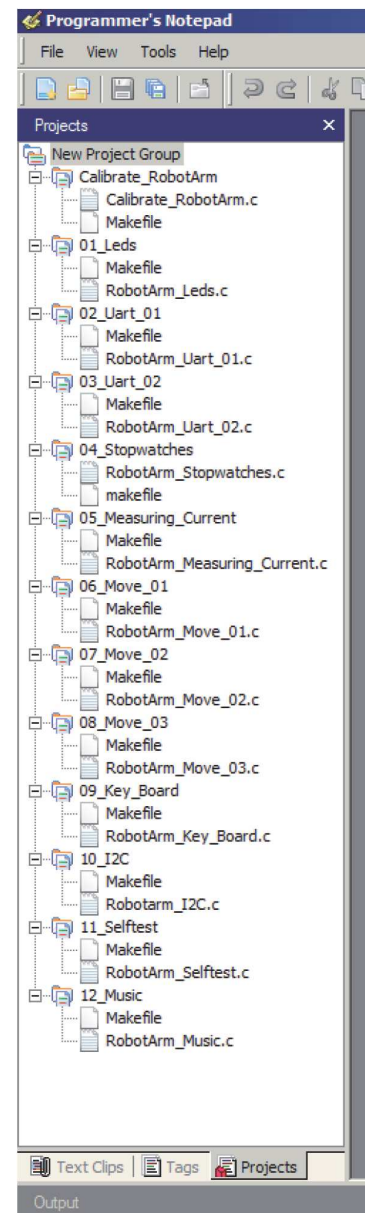 Programmer's Notepad
File View Tools Help
Projects
New Project Group
Calibrate_RobotArm
Calibrate_RobotArm.c
Makefile
01_Leds
Makefile
RobotArm_Leds.c
02_Uart_01
Makefile
RobotArm_Uart_01.c
03_Uart_02
Makefile
RobotArm_Uart_02.c
04_Stopwatches
RobotArm_Stopwatches.c
makefile
05_Measuring_Current
Makefile
RobotArm_Measuring_Current.c
06_Move_01
Makefile
RobotArm_Move_01.c
07_Move_02
Makefile
RobotArm_Move_02.c
08_Move_03
Makefile
RobotArm_Move_03.c
09_Key_Board
Makefile
RobotArm_Key_Board.c
10_I2C
Makefile
Robotarm_I2C.c
11_Selftest
Makefile
RobotArm_Selftest.c
12_Music
Makefile
RobotArm_Music.c
Text Clips Tags Projects
Output